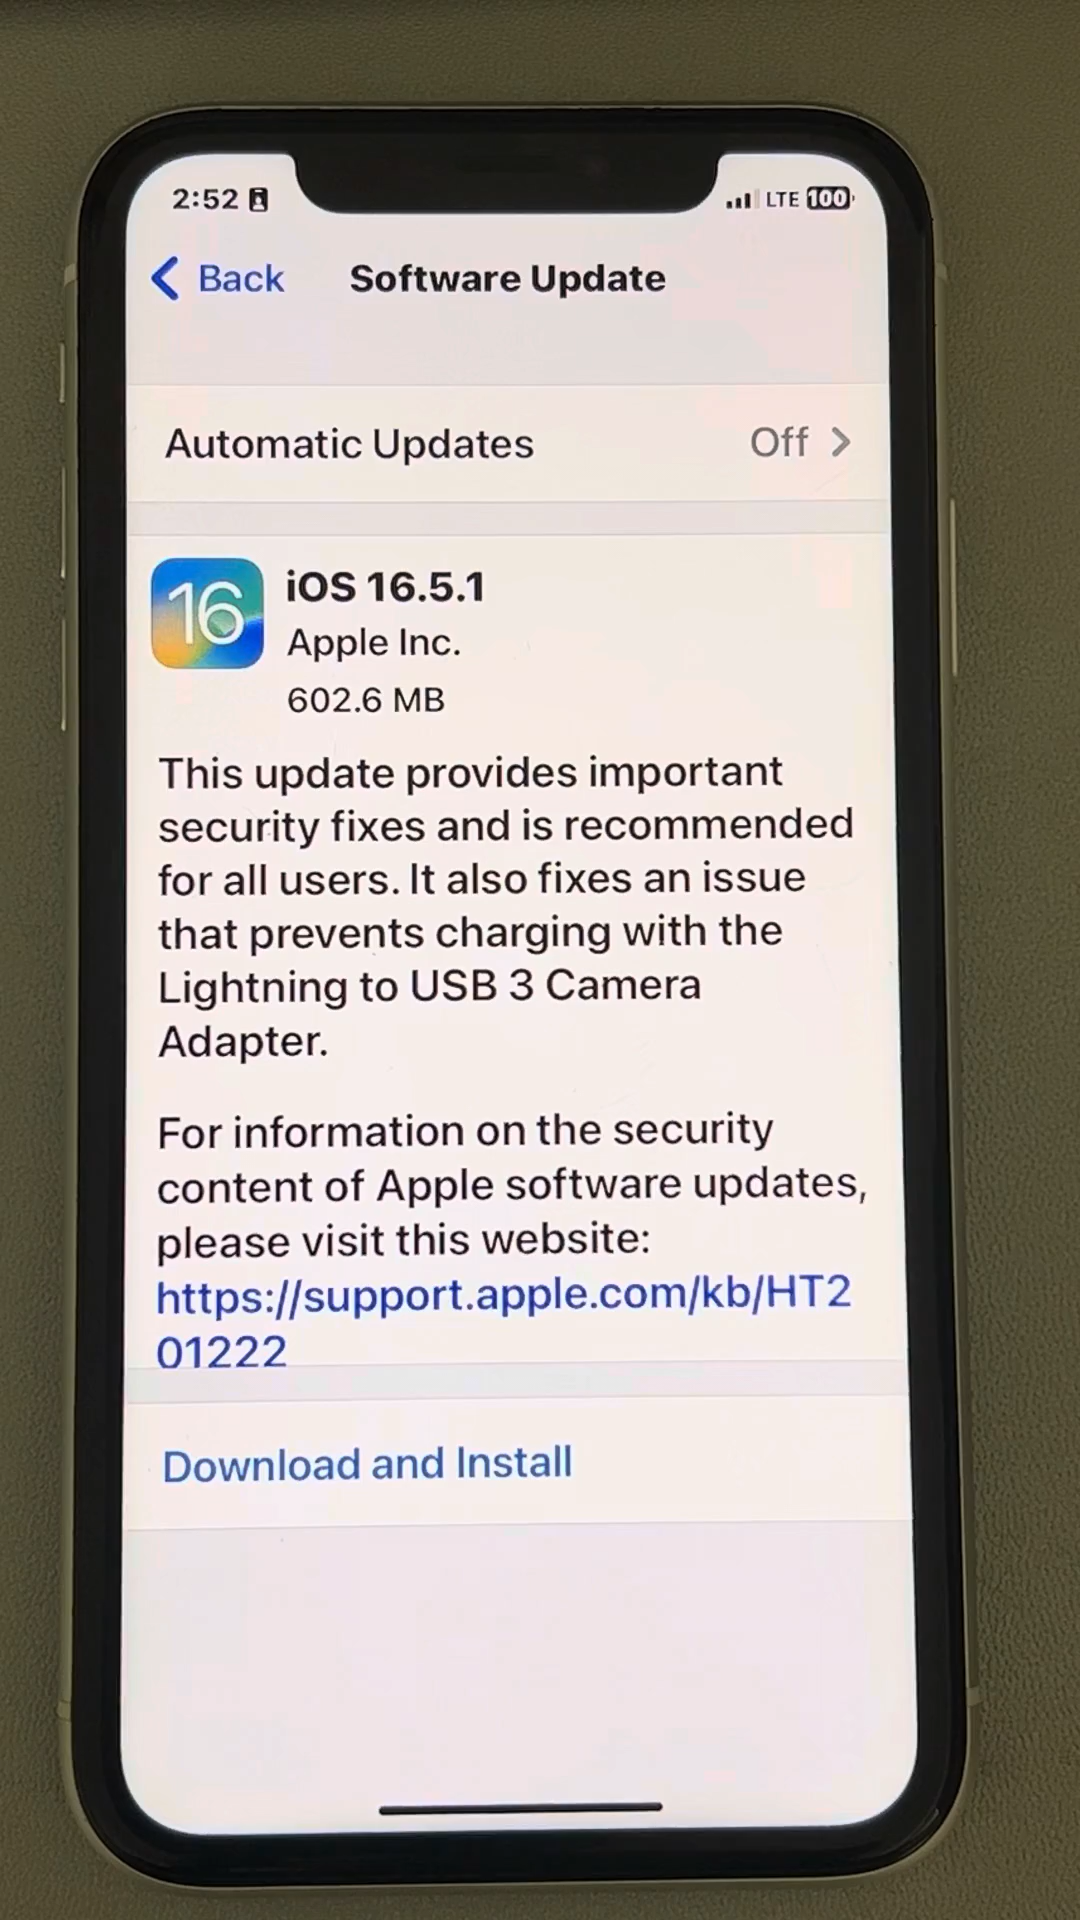 2:52 LTE 100
Back Software Update
Automatic Updates Off
16 iOS 16.5.1
Apple Inc.
602.6 MB
This update provides important
security fixes and is recommended
for all users. It also fixes an issue
that prevents charging with the
Lightning to USB 3 Camera
Adapter.
For information on the security
content of Apple software updates,
please visit this website:
https://support.apple.com/kb/HT2
01222
Download and Install